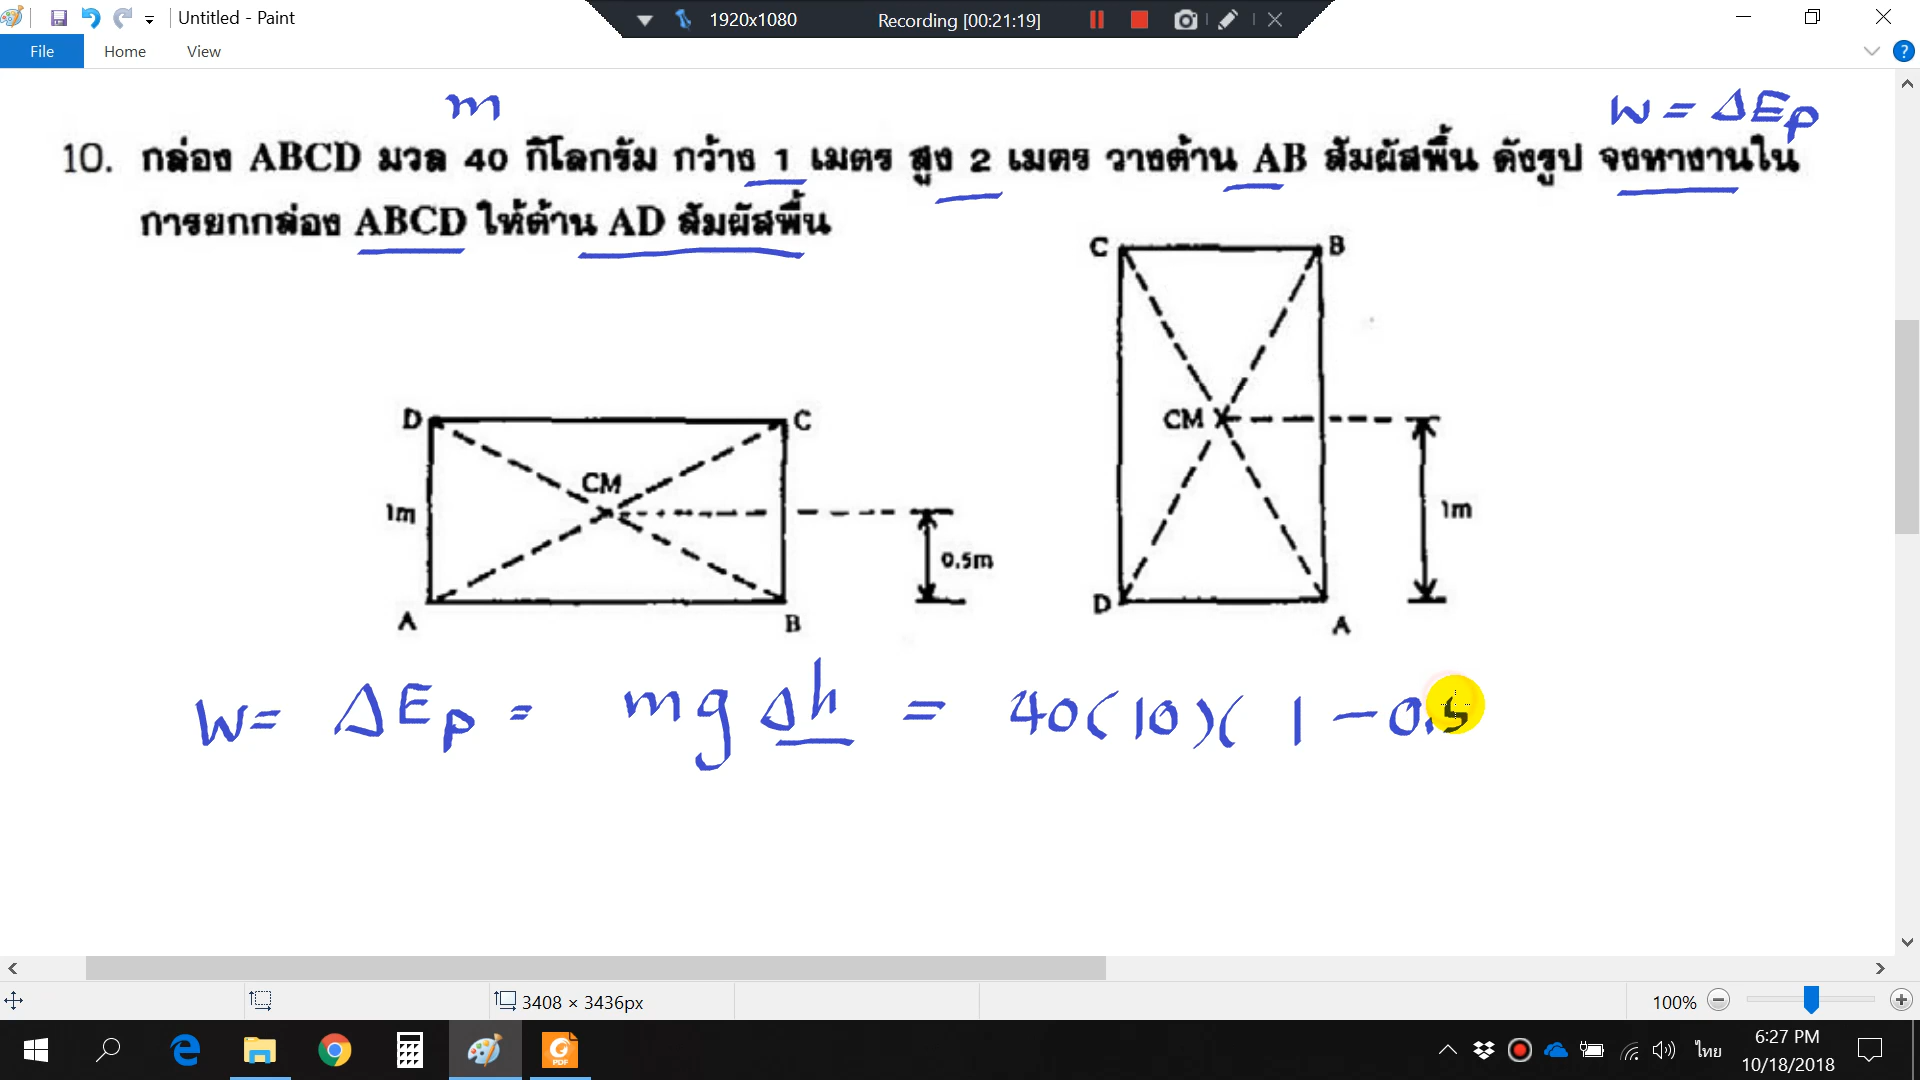 Untitled - Paint
1920x1080
Recording [00:21:19]
File
Home
View
?
m
W = ΔEp
10. กล่อง ABCD มวล 40 กิโลกรัม กว้าง 1 เมตร สูง 2 เมตร วางด้าน AB สัมผัสพื้น ดังรูป จงหางานใน
การยกกล่อง ABCD ให้ด้าน AD สัมผัสพื้น
C
B
D
C
CM
CM
1m
1m
0.5m
D
A
B
A
W = ΔEp = mgΔh = 40(10)(1-0.5
3408 × 3436px
100%
PDF
ไทย
6:27 PM
10/18/2018